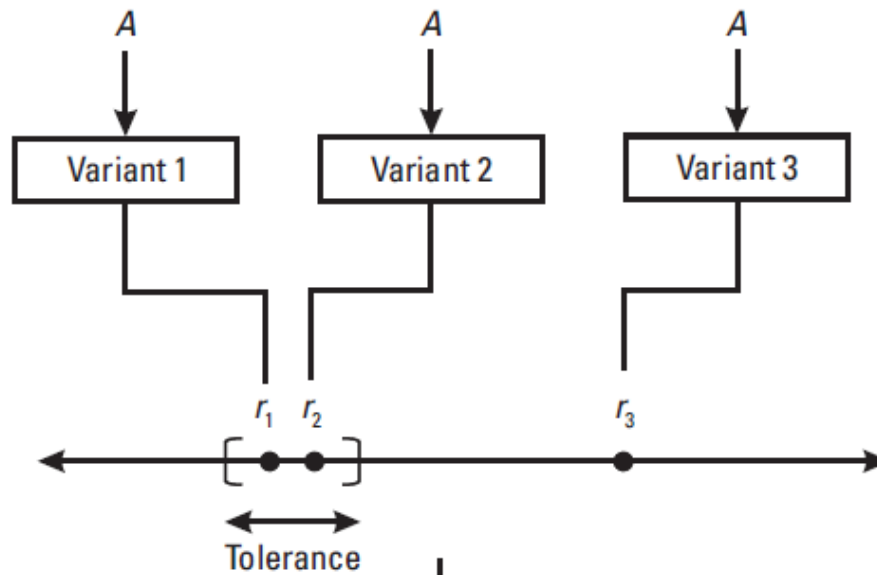 A A A
Variant 1 Variant 2 Variant 3
r₁ r₂ r₃
Tolerance